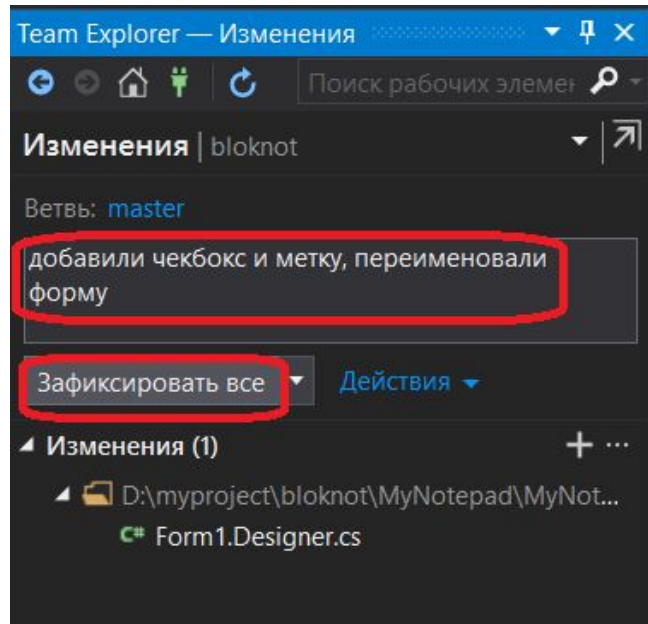 Team Explorer — Изменения
Поиск рабочих элемен
Изменения | bloknot
Ветвь: master
добавили чекбокс и метку, переименовали
форму
Зафиксировать все Действия
Изменения (1)
D:\myproject\bloknot\MyNotepad\MyNot...
C# Form1.Designer.cs